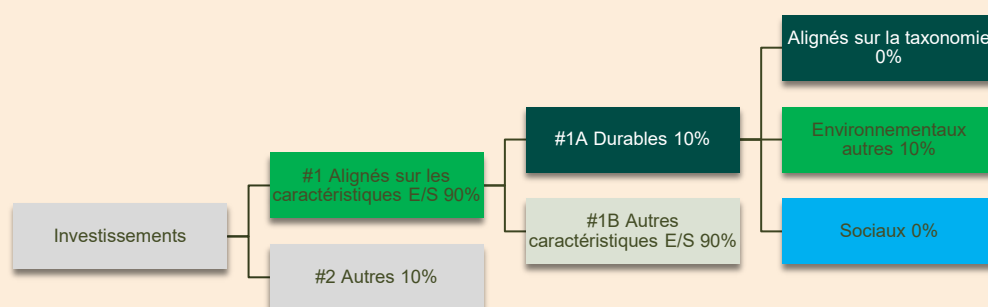 Investissements
#1 Alignés sur les
caractéristiques E/S 90%
#2 Autres 10%
#1A Durables 10%
#1B Autres
caractéristiques E/S 90%
Alignés sur la taxonomie
0%
Environnementaux
autres 10%
Sociaux 0%